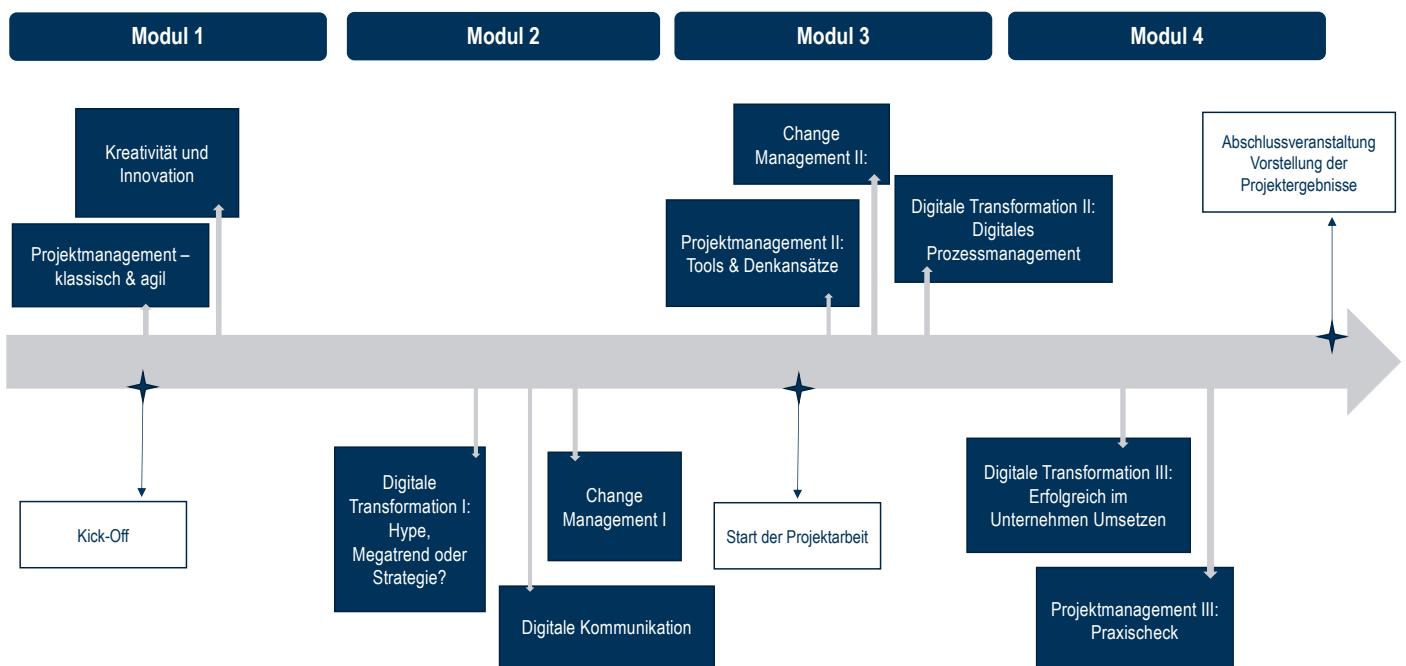 Modul 1
Modul 2
Modul 3
Modul 4
Kreativität und
Innovation
Projektmanagement –
klassisch & agil
Change
Management II:
Projektmanagement II:
Tools & Denkansätze
Digitale Transformation II:
Digitales
Prozessmanagement
Abschlussveranstaltung
Vorstellung der
Projektergebnisse
Kick-Off
Digitale
Transformation I:
Hype,
Megatrend oder
Strategie?
Change
Management I
Digitale Kommunikation
Start der Projektarbeit
Digitale Transformation III:
Erfolgreich im
Unternehmen Umsetzen
Projektmanagement III:
Praxischeck